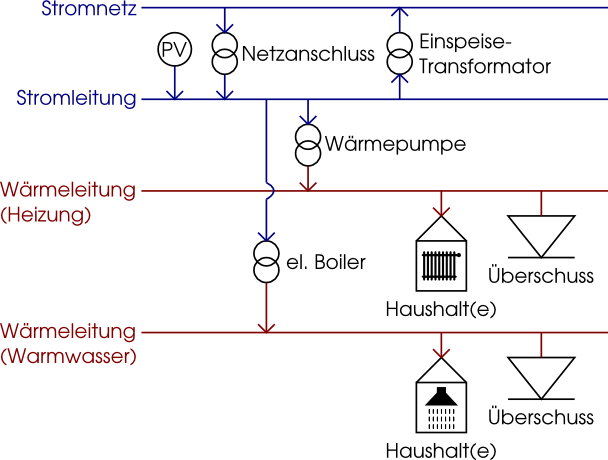 Stromnetz
PV
Netzanschluss
Einspeise-
Transformator
Stromleitung
Wärmepumpe
Wärmeleitung
(Heizung)
el. Boiler
Überschuss
Haushalt(e)
Wärmeleitung
(Warmwasser)
Überschuss
Haushalt(e)